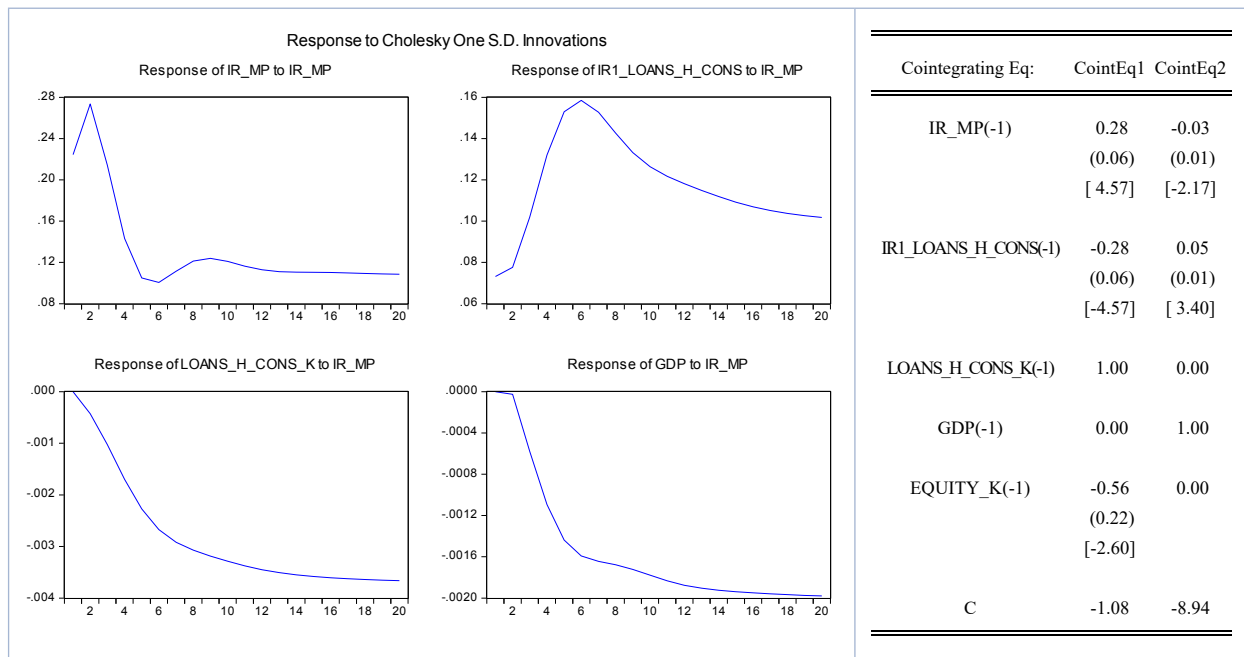 Response to Cholesky One S.D. Innovations
Response of IR_MP to IR_MP
.28
.24
.20
.16
.12
.08
2 4 6 8 10 12 14 16 18 20
Response of IR1_LOANS_H_CONS to IR_MP
.16
.14
.12
.10
.08
.06
2 4 6 8 10 12 14 16 18 20
Response of LOANS_H_CONS_K to IR_MP
.000
-.001
-.002
-.003
-.004
2 4 6 8 10 12 14 16 18 20
Response of GDP to IR_MP
.0000
-.0004
-.0008
-.0012
-.0016
-.0020
2 4 6 8 10 12 14 16 18 20
Cointegrating Eq: CointEq1 CointEq2
IR_MP(-1) 0.28 -0.03
(0.06) (0.01)
[ 4.57] [-2.17]
IR1_LOANS_H_CONS(-1) -0.28 0.05
(0.06) (0.01)
[-4.57] [ 3.40]
LOANS_H_CONS_K(-1) 1.00 0.00
GDP(-1) 0.00 1.00
EQUITY_K(-1) -0.56 0.00
(0.22)
[-2.60]
C -1.08 -8.94